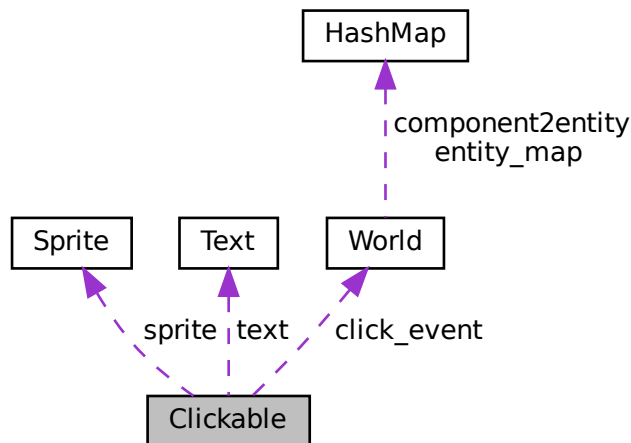 HashMap
component2entity
entity_map
Sprite
Text
World
sprite
text
click_event
Clickable